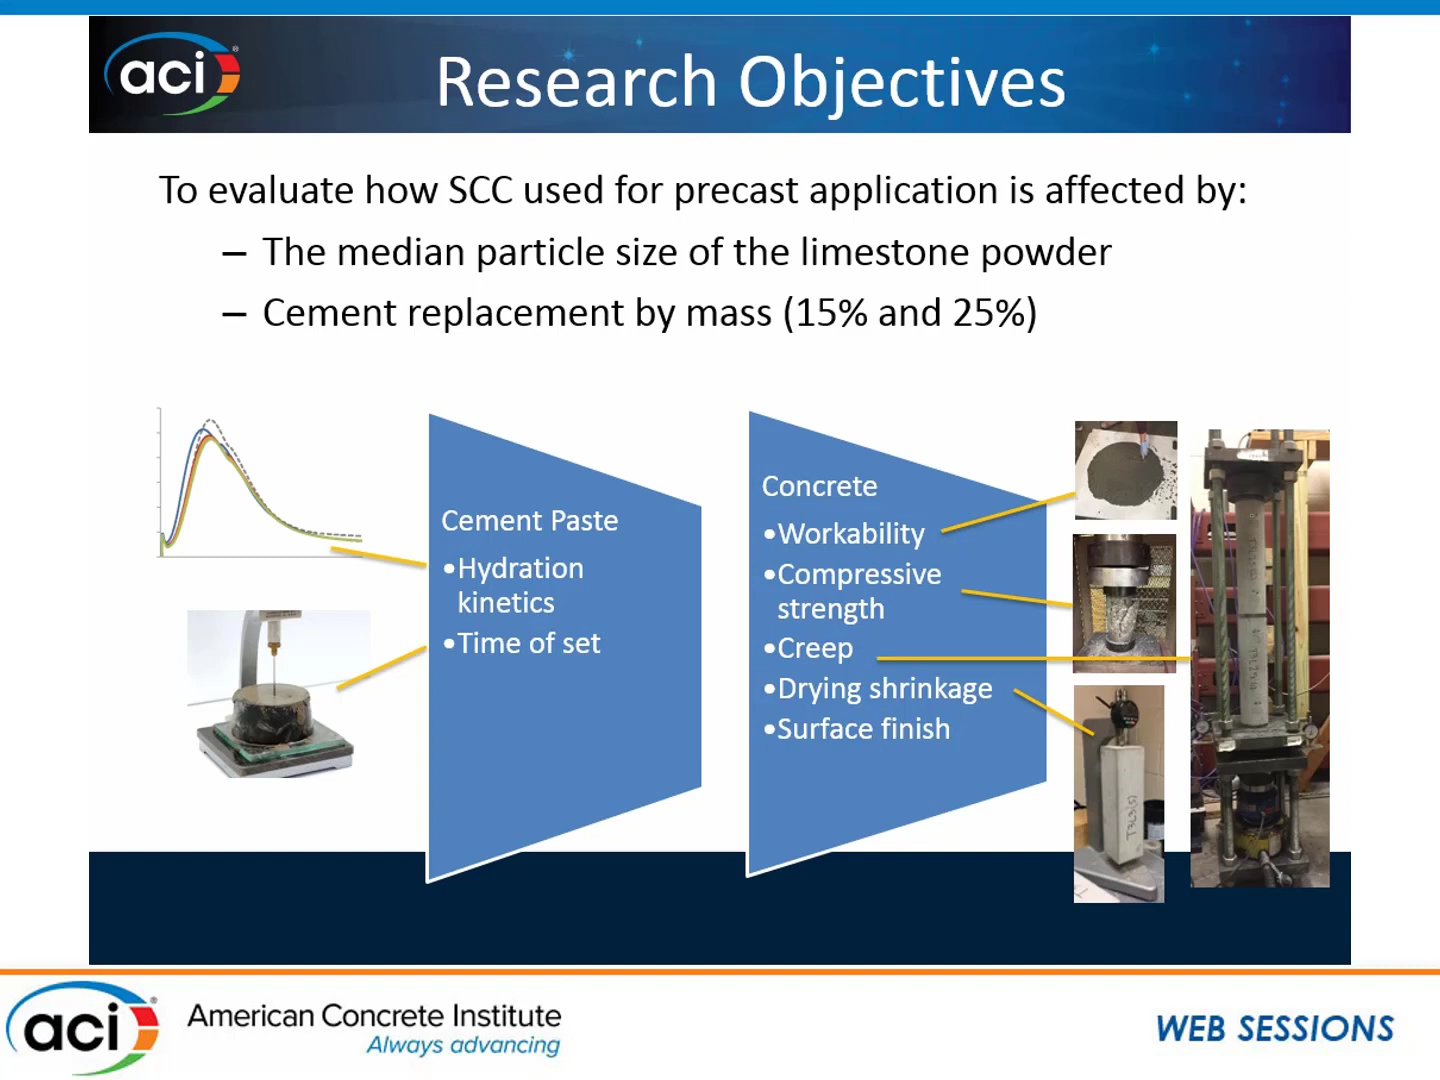 aci®
Research Objectives
To evaluate how SCC used for precast application is affected by:
– The median particle size of the limestone powder
– Cement replacement by mass (15% and 25%)
Cement Paste
•Hydration
kinetics
•Time of set
Concrete
•Workability
•Compressive
strength
•Creep
•Drying shrinkage
•Surface finish
T3L3(S)
aci®
American Concrete Institute
Always advancing
WEB SESSIONS